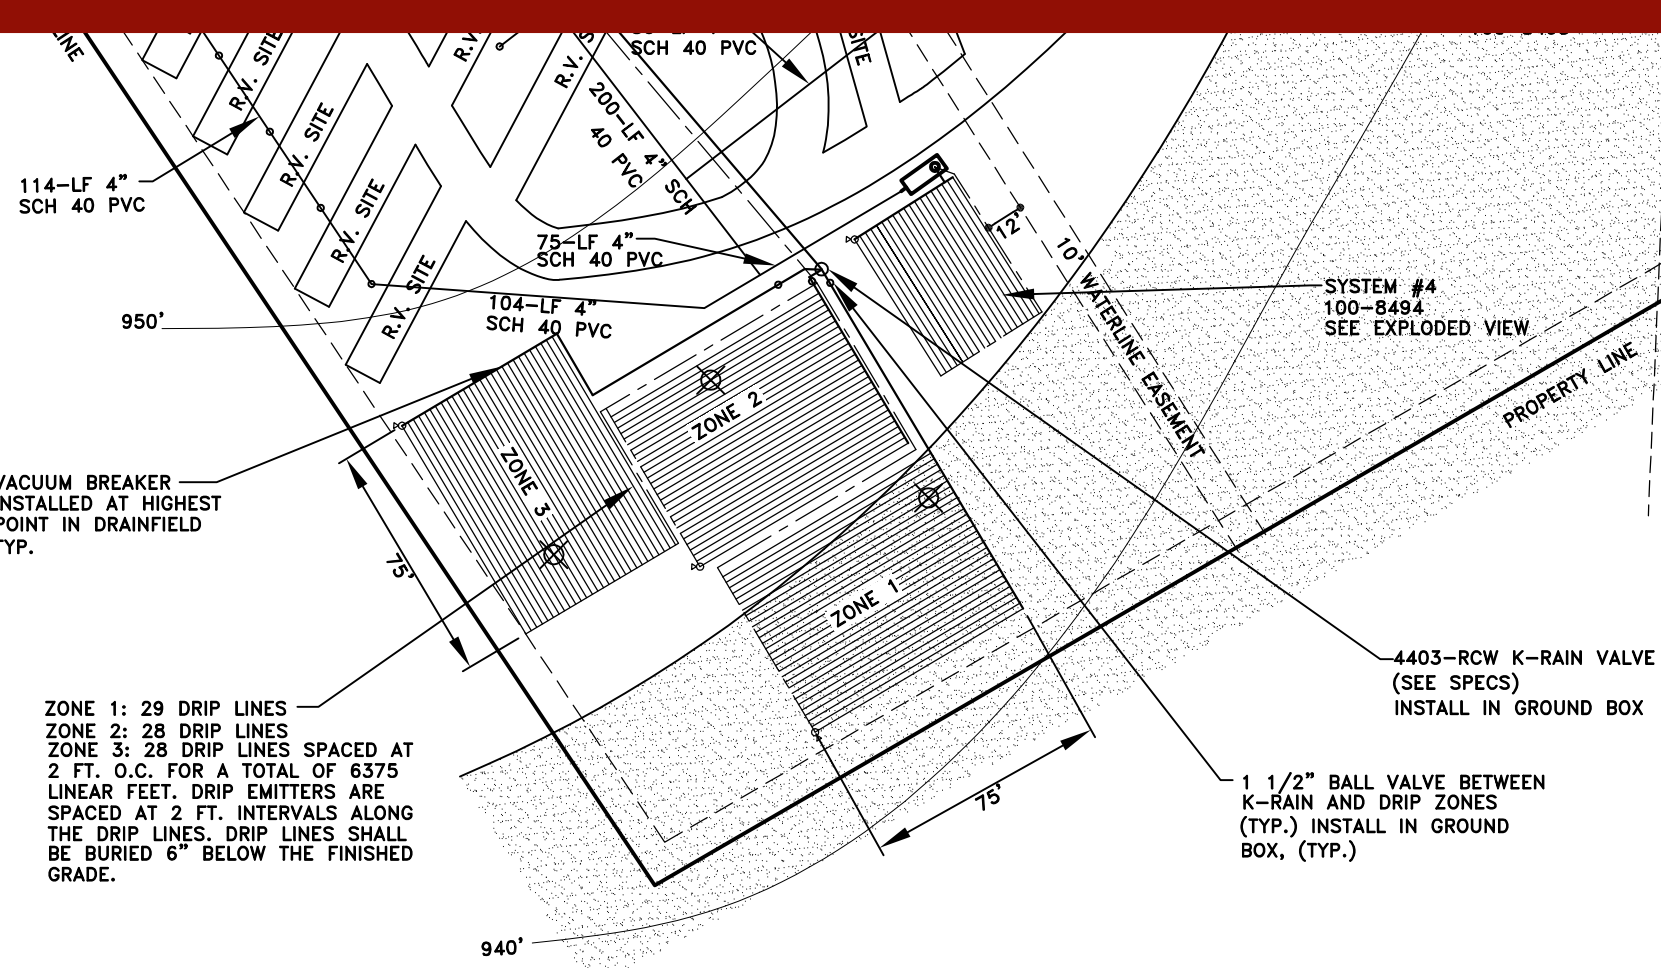 LINE
R.V. SITE
R.V. SITE
R.V. SITE
R.V. SITE
R.V.
R.V. S
SITE
SCH 40 PVC
114-LF 4"
SCH 40 PVC
200-LF 4" SCH
40 PVC
75-LF 4"
SCH 40 PVC
104-LF 4"
SCH 40 PVC
950'
12'
10' WATERLINE EASEMENT
SYSTEM #4
100-8494
SEE EXPLODED VIEW
PROPERTY LINE
ZONE 2
ZONE 3
ZONE 1
VACUUM BREAKER
INSTALLED AT HIGHEST
POINT IN DRAINFIELD
TYP.
75'
ZONE 1: 29 DRIP LINES
ZONE 2: 28 DRIP LINES
ZONE 3: 28 DRIP LINES SPACED AT
2 FT. O.C. FOR A TOTAL OF 6375
LINEAR FEET. DRIP EMITTERS ARE
SPACED AT 2 FT. INTERVALS ALONG
THE DRIP LINES. DRIP LINES SHALL
BE BURIED 6" BELOW THE FINISHED
GRADE.
4403-RCW K-RAIN VALVE
(SEE SPECS)
INSTALL IN GROUND BOX
1 1/2" BALL VALVE BETWEEN
K-RAIN AND DRIP ZONES
(TYP.) INSTALL IN GROUND
BOX, (TYP.)
75'
940'